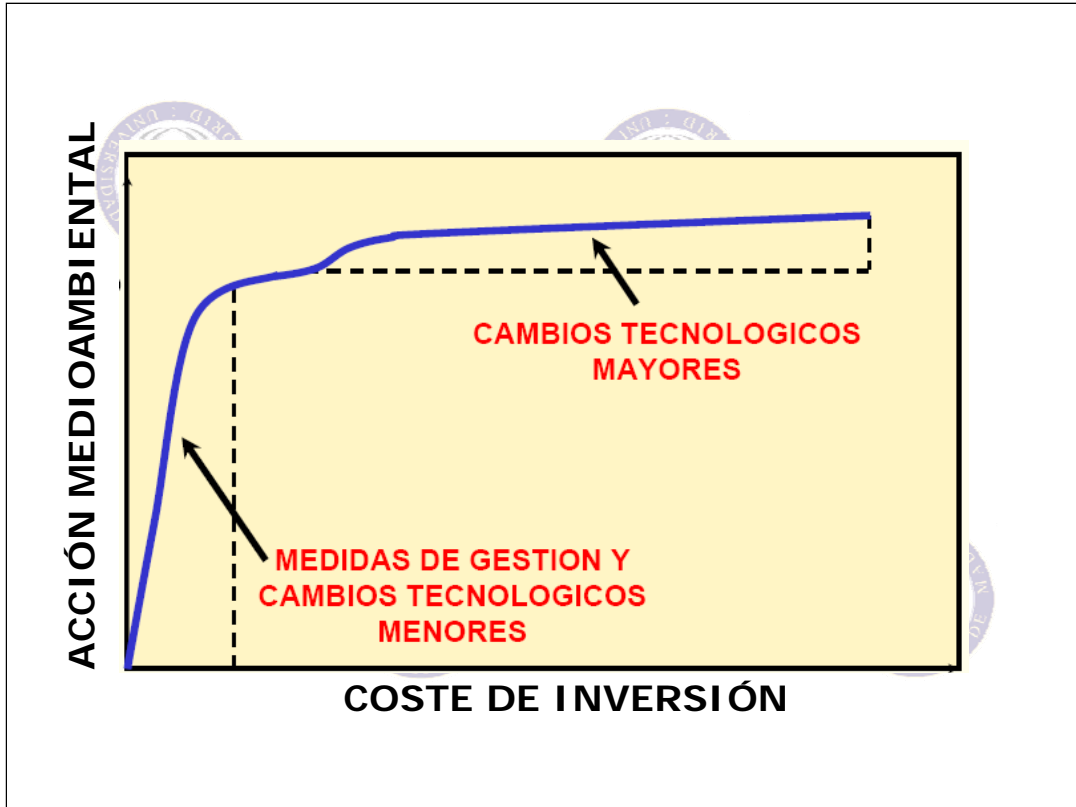 ACCIÓN MEDIOAMBIENTAL
CAMBIOS TECNOLOGICOS
MAYORES
MEDIDAS DE GESTION Y
CAMBIOS TECNOLOGICOS
MENORES
COSTE DE INVERSIÓN